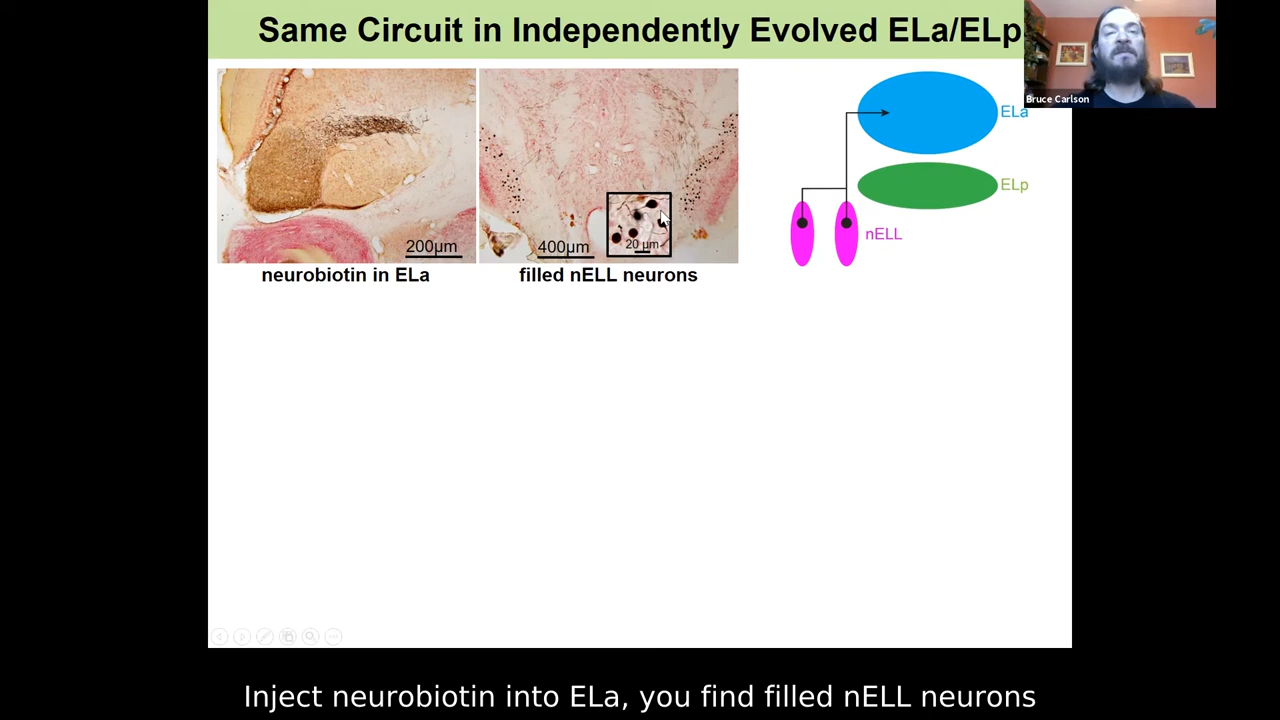 Same Circuit in Independently Evolved ELa/ELp
Bruce Carlson
ELa
ELp
nELL
200µm
400µm
20 µm
neurobiotin in ELa
filled nELL neurons
Inject neurobiotin into ELa, you find filled nELL neurons